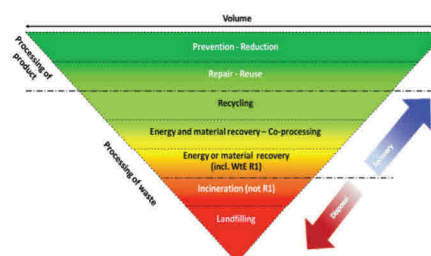 Volume
Processing of
product
Prevention - Reduction
Repair - Reuse
Recycling
Energy and material recovery – Co-processing
Energy or material recovery
(incl. WtE R1)
Incineration (not R1)
Landfilling
Processing of waste
Recovery
Disposal